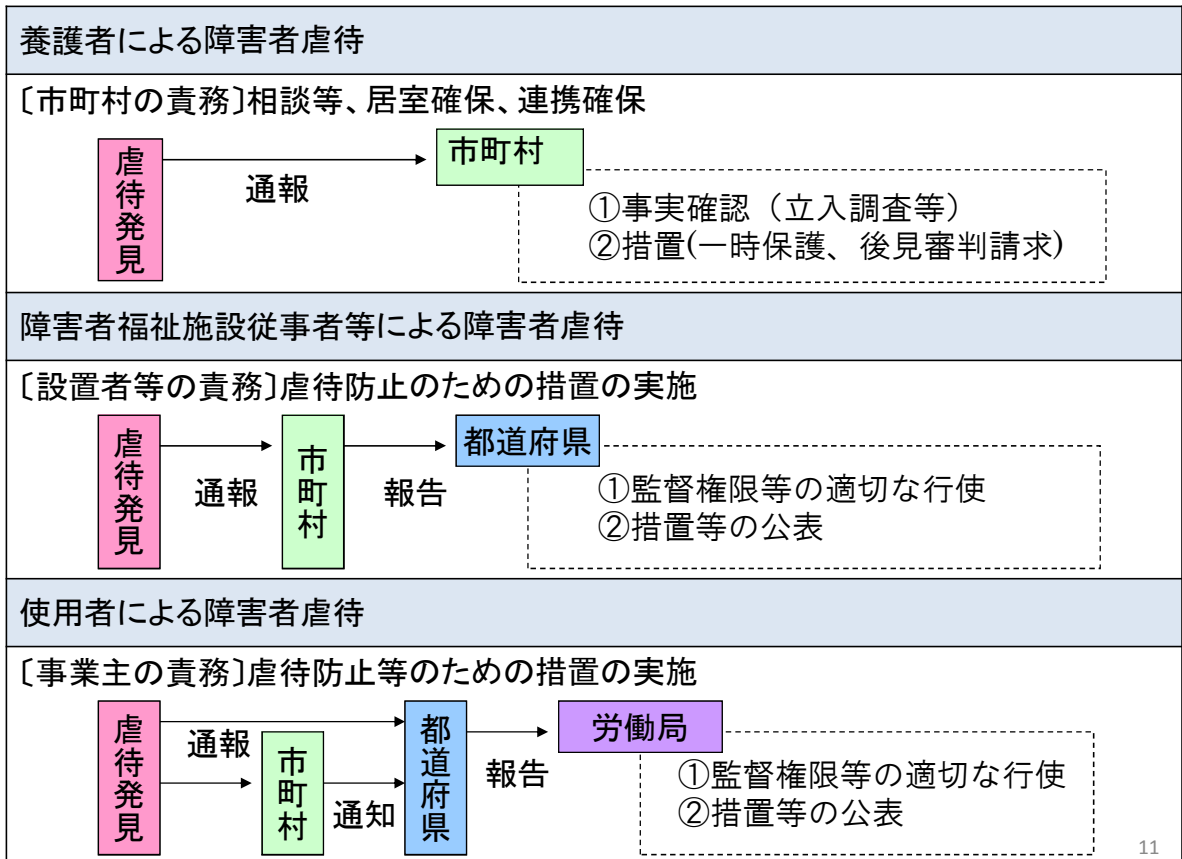 養護者による障害者虐待
〔市町村の責務〕相談等、居室確保、連携確保
虐待発見
通報
市町村
①事実確認（立入調査等）
②措置(一時保護、後見審判請求)
障害者福祉施設従事者等による障害者虐待
〔設置者等の責務〕虐待防止のための措置の実施
虐待発見
通報
市町村
報告
都道府県
①監督権限等の適切な行使
②措置等の公表
使用者による障害者虐待
〔事業主の責務〕虐待防止等のための措置の実施
虐待発見
通報
市町村
通知
都道府県
報告
労働局
①監督権限等の適切な行使
②措置等の公表
11